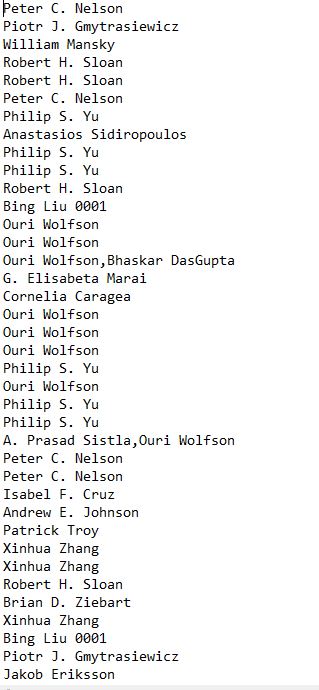 Peter C. Nelson
Piotr J. Gmytrasiewicz
William Mansky
Robert H. Sloan
Robert H. Sloan
Peter C. Nelson
Philip S. Yu
Anastasios Sidiropoulos
Philip S. Yu
Philip S. Yu
Robert H. Sloan
Bing Liu 0001
Ouri Wolfson
Ouri Wolfson
Ouri Wolfson,Bhaskar DasGupta
G. Elisabeta Marai
Cornelia Caragea
Ouri Wolfson
Ouri Wolfson
Ouri Wolfson
Philip S. Yu
Ouri Wolfson
Philip S. Yu
Philip S. Yu
A. Prasad Sistla,Ouri Wolfson
Peter C. Nelson
Peter C. Nelson
Isabel F. Cruz
Andrew E. Johnson
Patrick Troy
Xinhua Zhang
Xinhua Zhang
Robert H. Sloan
Brian D. Ziebart
Xinhua Zhang
Bing Liu 0001
Piotr J. Gmytrasiewicz
Jakob Eriksson